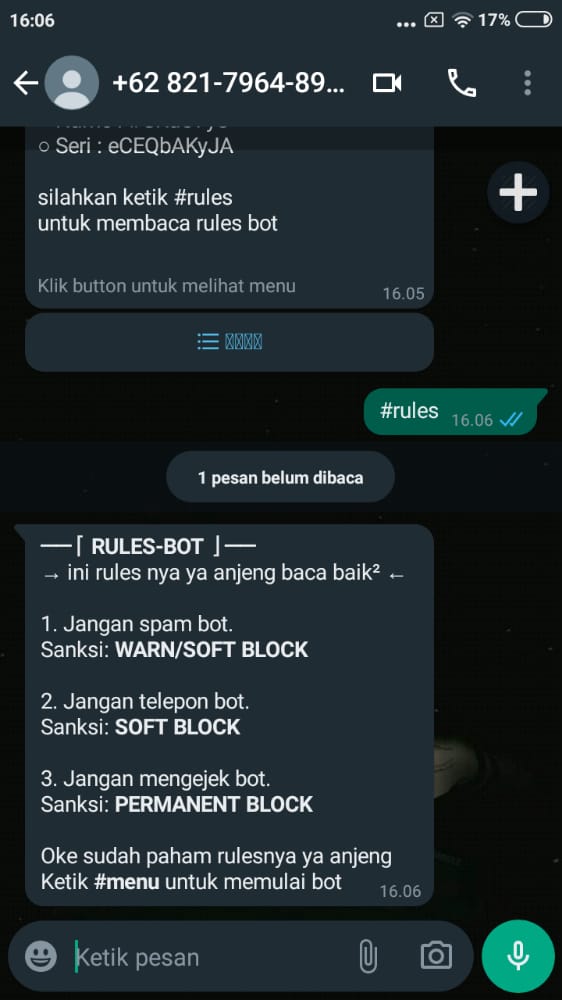 16:06
17%
+62 821-7964-89...
○ Seri : eCEQbAKyJA
silahkan ketik #rules
untuk membaca rules bot
Klik button untuk melihat menu
16.05
#rules 16.06
1 pesan belum dibaca
──⌈ RULES-BOT ⌋──
→ ini rules nya ya anjeng baca baik² ←
1. Jangan spam bot.
Sanksi: WARN/SOFT BLOCK
2. Jangan telepon bot.
Sanksi: SOFT BLOCK
3. Jangan mengejek bot.
Sanksi: PERMANENT BLOCK
Oke sudah paham rulesnya ya anjeng
Ketik #menu untuk memulai bot
16.06
Ketik pesan